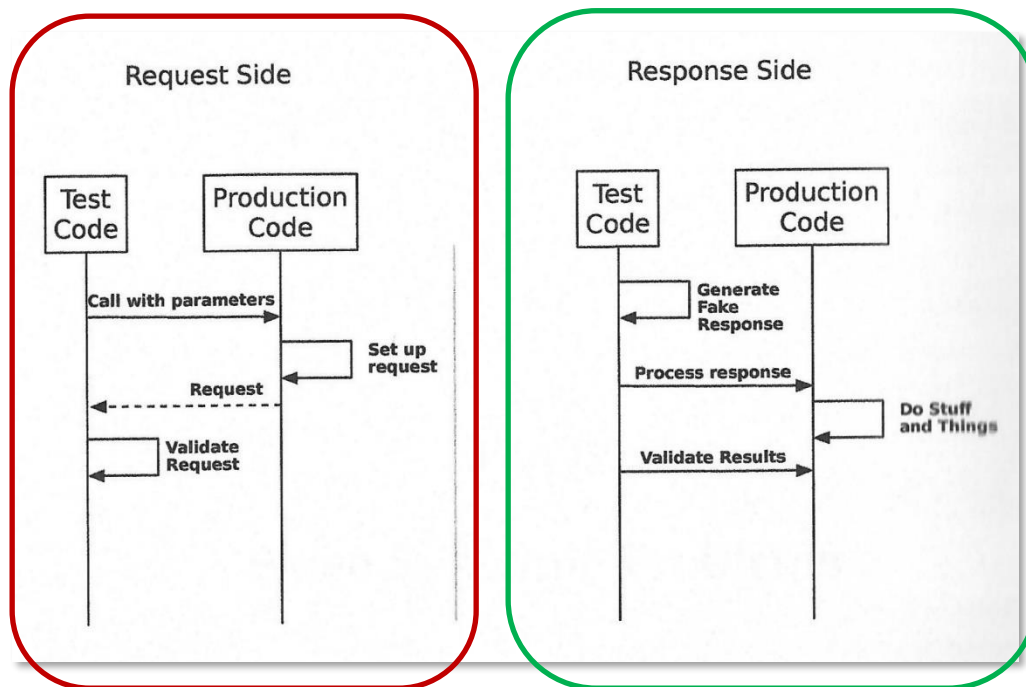 Request Side
Test
Code
Production
Code
Call with parameters
Set up
request
Request
Validate
Request
Response Side
Test
Code
Production
Code
Generate
Fake
Response
Process response
Do Stuff
and Things
Validate Results